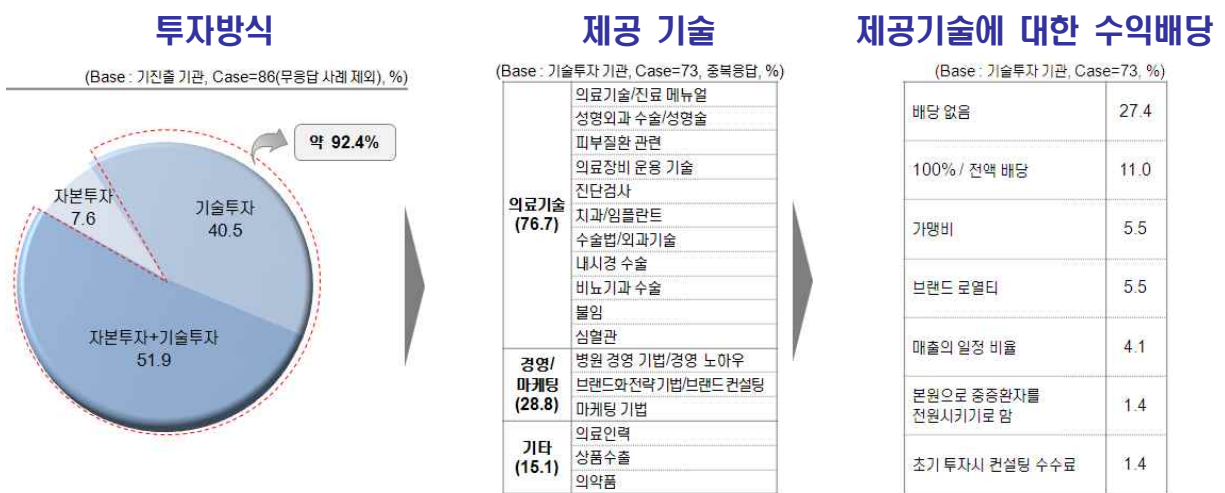 투자방식
(Base : 기진출 기관, Case=86(무응답 사례 제외), %)
약 92.4%
자본투자
7.6
기술투자
40.5
자본투자+기술투자
51.9
제공 기술
(Base : 기술투자 기관, Case=73, 중복응답, %)
의료기술
(76.7)
의료기술/진료 메뉴얼
성형외과 수술/성영술
피부질환 관련
의료장비 운용 기술
진단검사
치과/임플란트
수술법/외과기술
내시경 수술
비뇨기과 수술
불임
심혈관
경영/
마케팅
(28.8)
병원 경영 기법/경영 노하우
브랜드화전략기법/브랜드컨설팅
마케팅 기법
기타
(15.1)
의료인력
상품수출
의약품
제공기술에 대한 수익배당
(Base : 기술투자 기관, Case=73, %)
배당 없음 27.4
100% / 전액 배당 11.0
가맹비 5.5
브랜드 로열티 5.5
매출의 일정 비율 4.1
본원으로 중증환자를
전원시키기로 함 1.4
초기 투자시 컨설팅 수수료 1.4